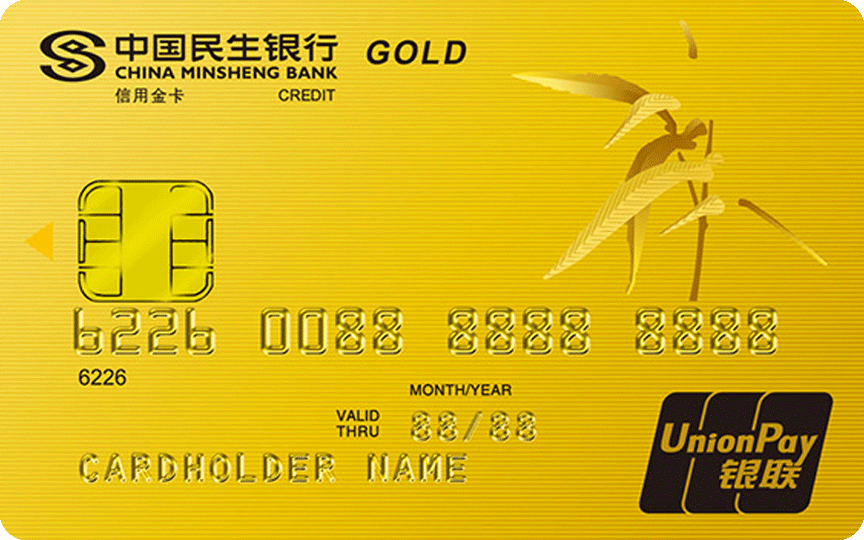 中国民生银行 GOLD
CHINA MINSHENG BANK
信用金卡 CREDIT
6226 0088 8888 8888
6226
MONTH/YEAR
VALID THRU 88/88
CARDHOLDER NAME
UnionPay
银联